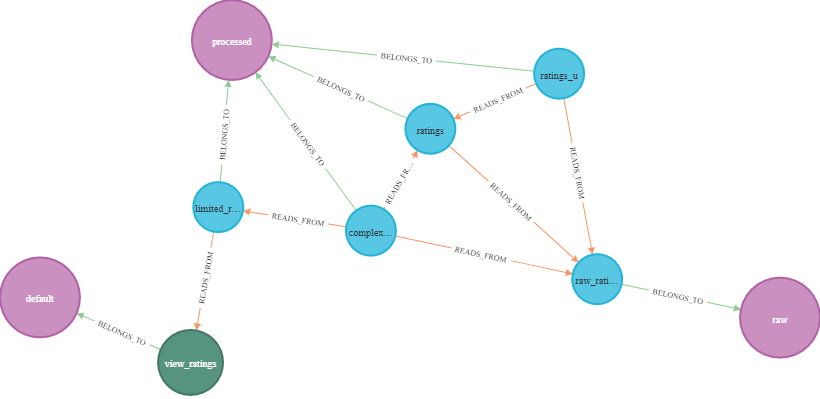 processed
BELONGS_TO
ratings_u
BELONGS_TO
READS_FROM
BELONGS_TO
ratings
BELONGS_TO
READS_FROM
READS_FR...
READS_FROM
limited_r...
READS_FROM
complex...
READS_FROM
READS_FROM
raw_rati...
BELONGS_TO
default
raw
BELONGS_TO
view_ratings